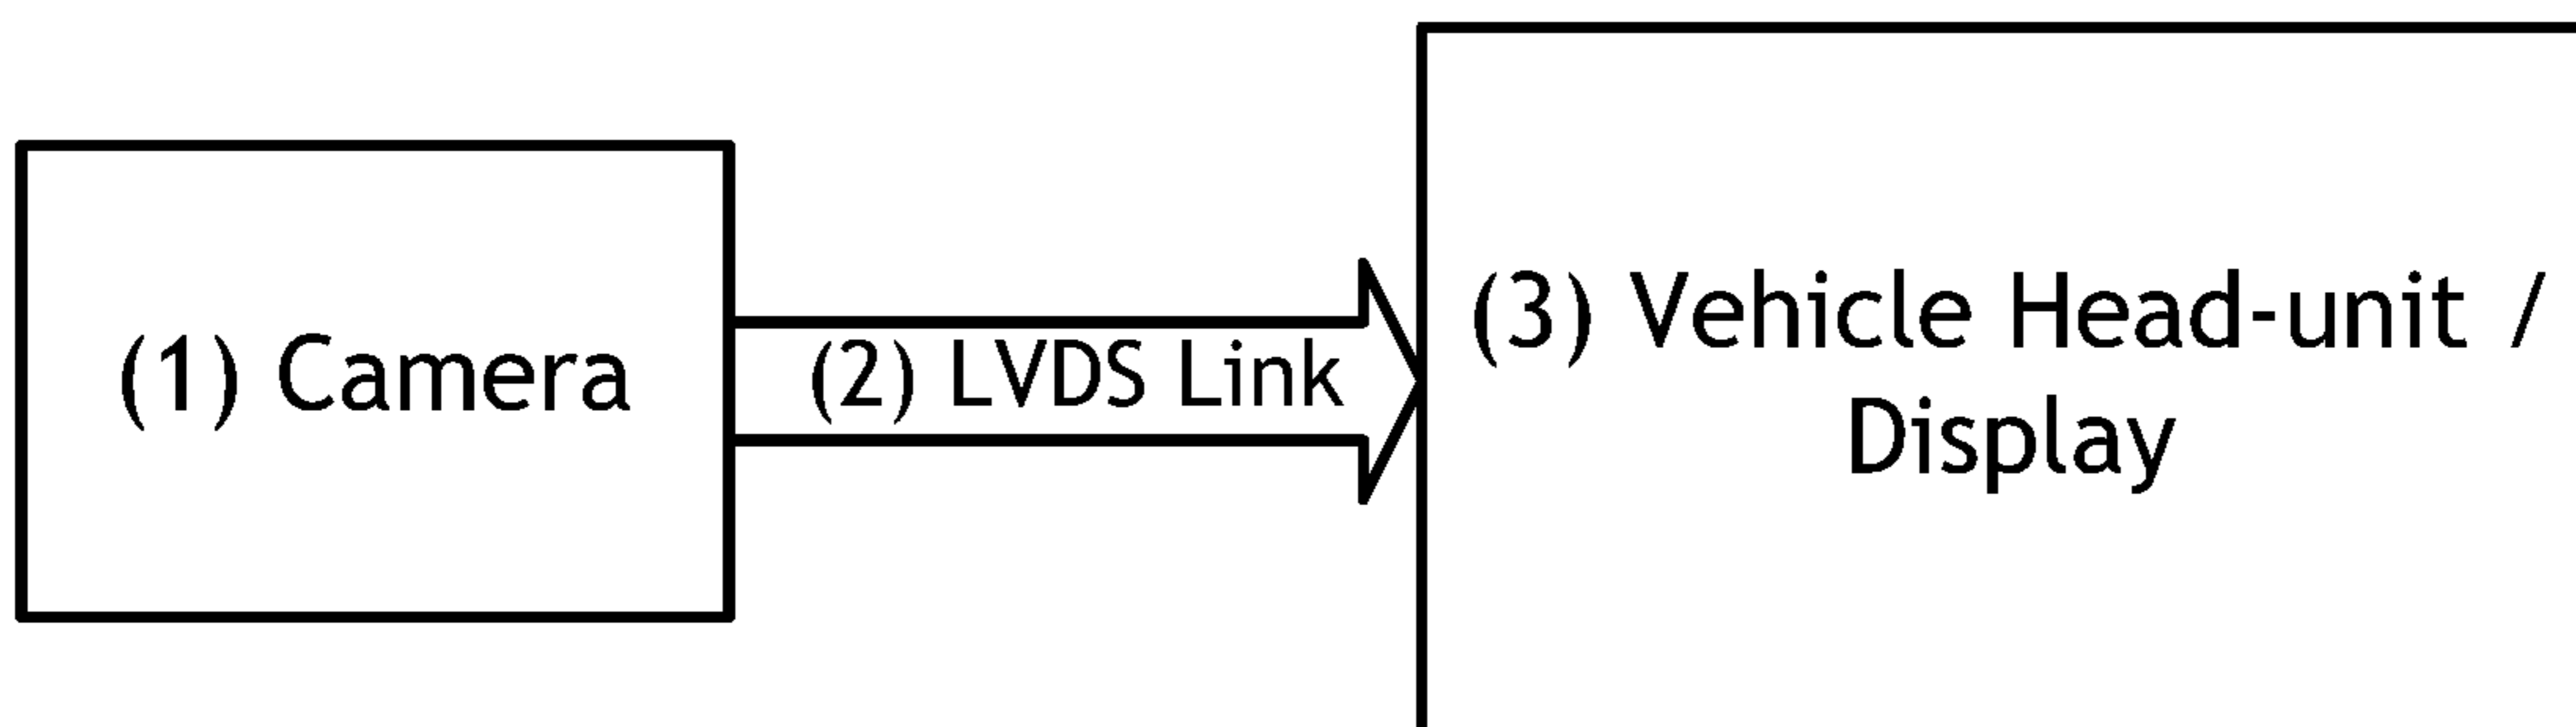 (1) Camera
(2) LVDS Link
(3) Vehicle Head-unit /
Display